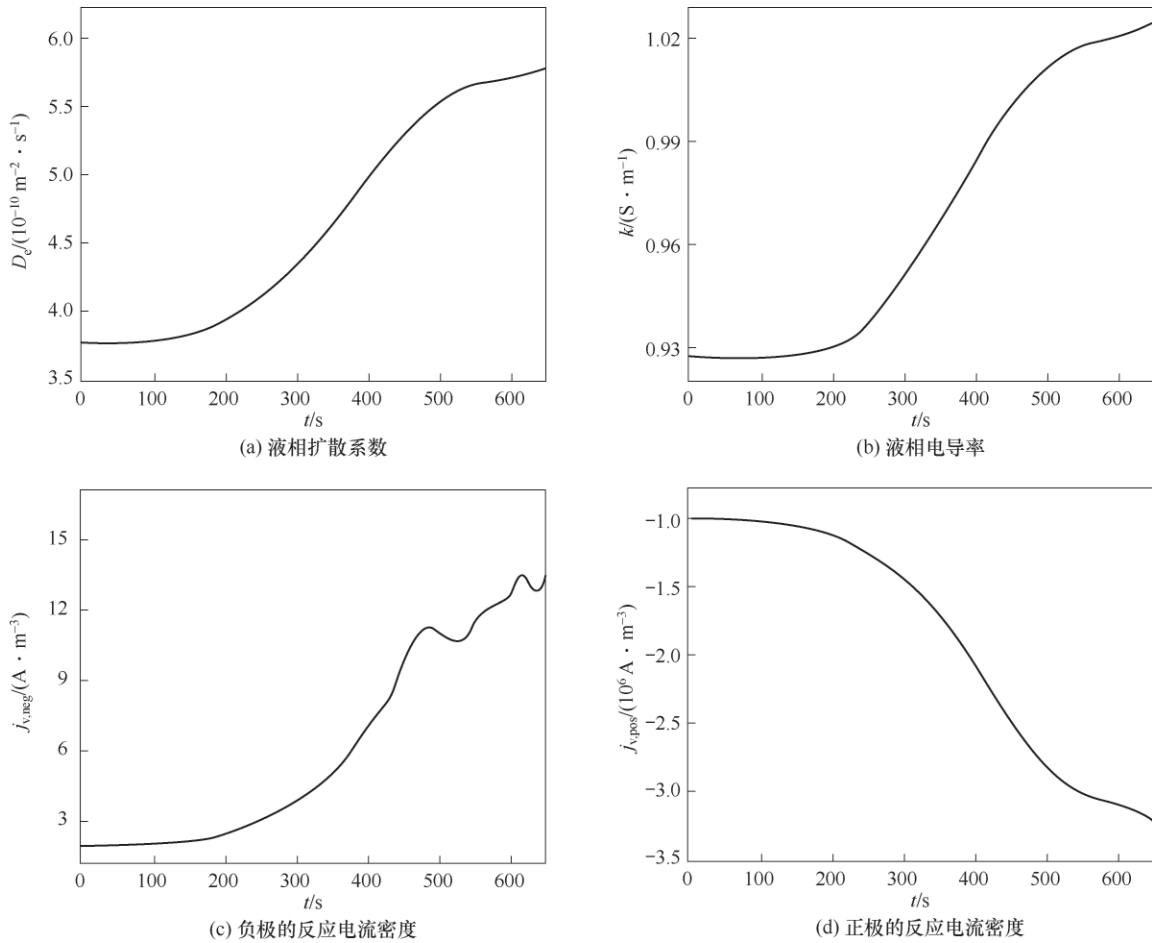 6.0
5.5
5.0
4.5
4.0
3.5
Dₑ/(10⁻¹⁰ m⁻² · s⁻¹)
0 100 200 300 400 500 600
t/s
(a) 液相扩散系数
1.02
0.99
0.96
0.93
k/(S · m⁻¹)
0 100 200 300 400 500 600
t/s
(b) 液相电导率
15
12
9
6
3
j_v,neg/(A · m⁻³)
0 100 200 300 400 500 600
t/s
(c) 负极的反应电流密度
−1.0
−1.5
−2.0
−2.5
−3.0
−3.5
j_v,pos/(10⁶ A · m⁻³)
0 100 200 300 400 500 600
t/s
(d) 正极的反应电流密度